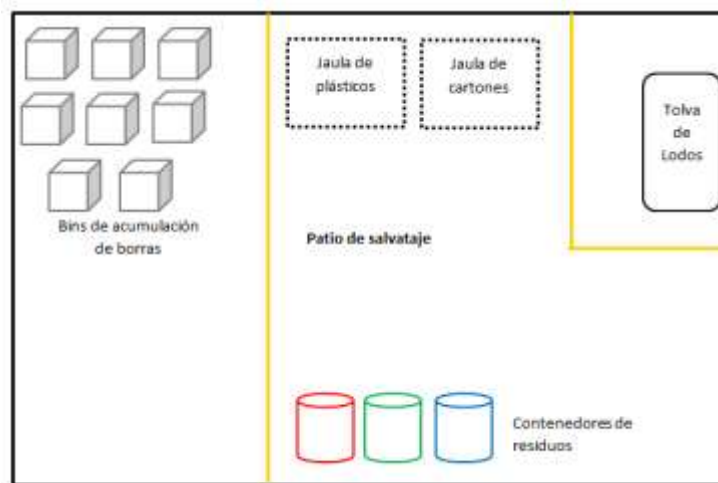 Jaula de
plásticos
Jaula de
cartones
Tolva
de
Lodos
Bins de acumulación
de borras
Patio de salvataje
Contenedores de
residuos